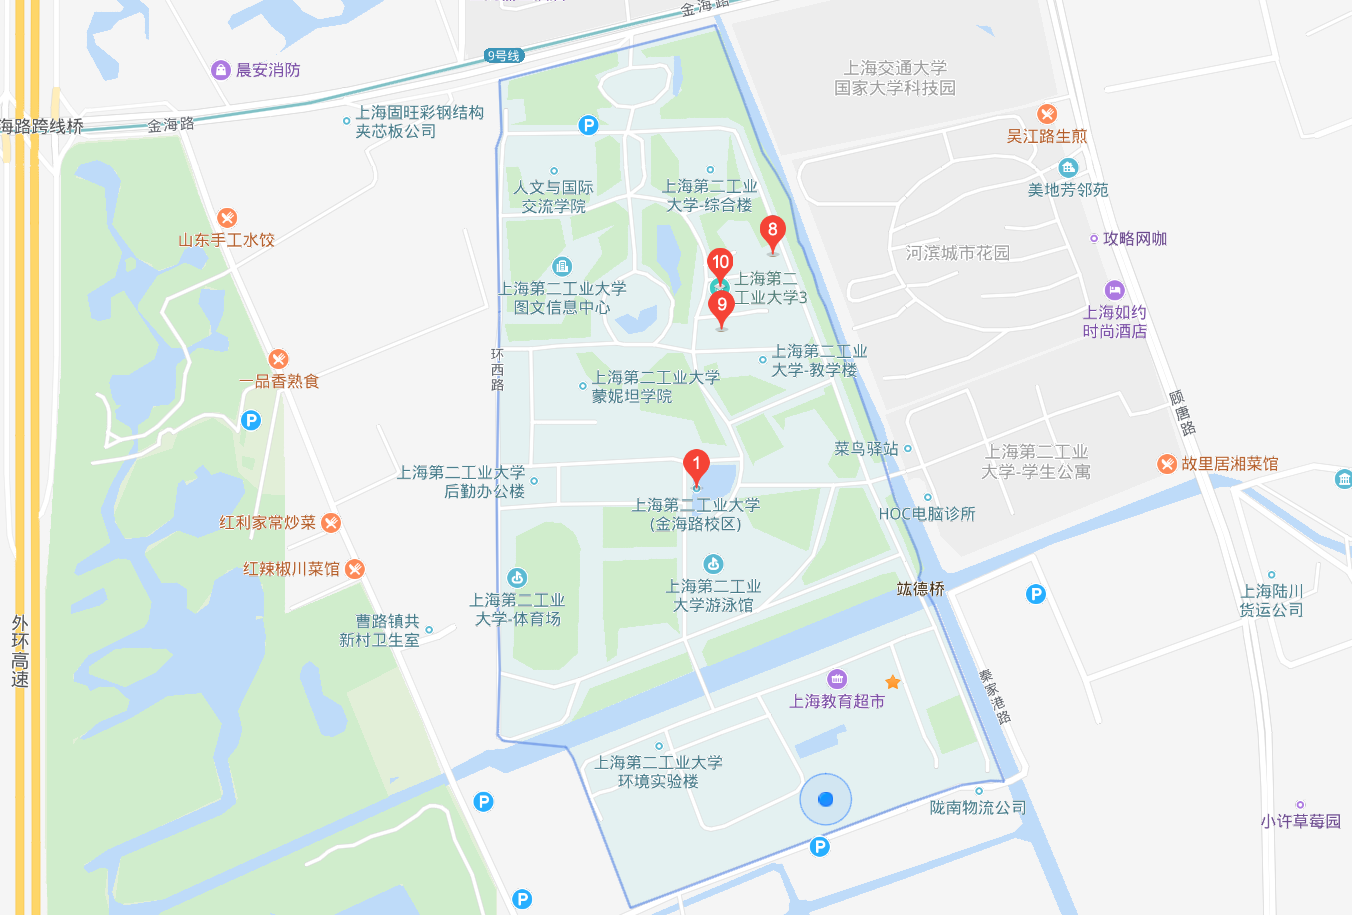 金海路
9号线
晨安消防
上海交通大学
国家大学科技园
上海固旺彩钢结构
夹芯板公司
海路跨线桥
金海路
P
吴江路生煎
美地芳邻苑
人文与国际
交流学院
上海第二工业
大学-综合楼
山东手工水饺
8
攻略网咖
河滨城市花园
10
上海第二
工业大学3
9
上海第二工业大学
图文信息中心
上海如约
时尚酒店
环西路
上海第二工业
大学-教学楼
一品香熟食
上海第二工业大学
蒙妮坦学院
顾唐路
P
菜鸟驿站
上海第二工业
大学-学生公寓
故里居湘菜馆
1
上海第二工业大学
后勤办公楼
上海第二工业大学
(金海路校区)
HOC电脑诊所
红利家常炒菜
红辣椒川菜馆
上海第二工业
大学游泳馆
竑德桥
P
上海陆川
货运公司
上海第二工业
大学-体育场
曹路镇共
新村卫生室
外环高速
秦家港路
上海教育超市
上海第二工业大学
环境实验楼
P
陇南物流公司
小许草莓园
P
P